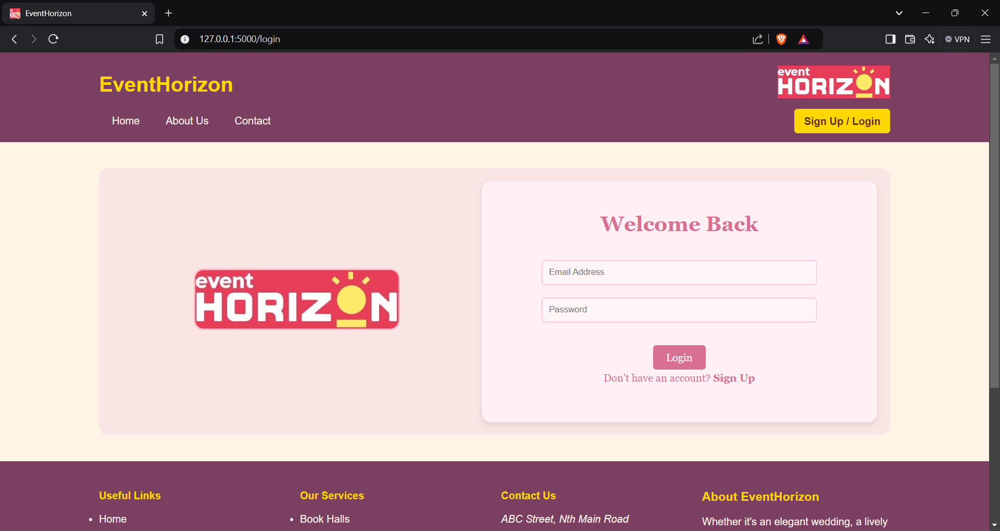 EventHorizon
127.0.0.1:5000/login
VPN
EventHorizon
event
HORIZON
Home
About Us
Contact
Sign Up / Login
event
HORIZON
Welcome Back
Email Address
Password
Login
Don't have an account? Sign Up
Useful Links
Home
Our Services
Book Halls
Contact Us
ABC Street, Nth Main Road
About EventHorizon
Whether it's an elegant wedding, a lively